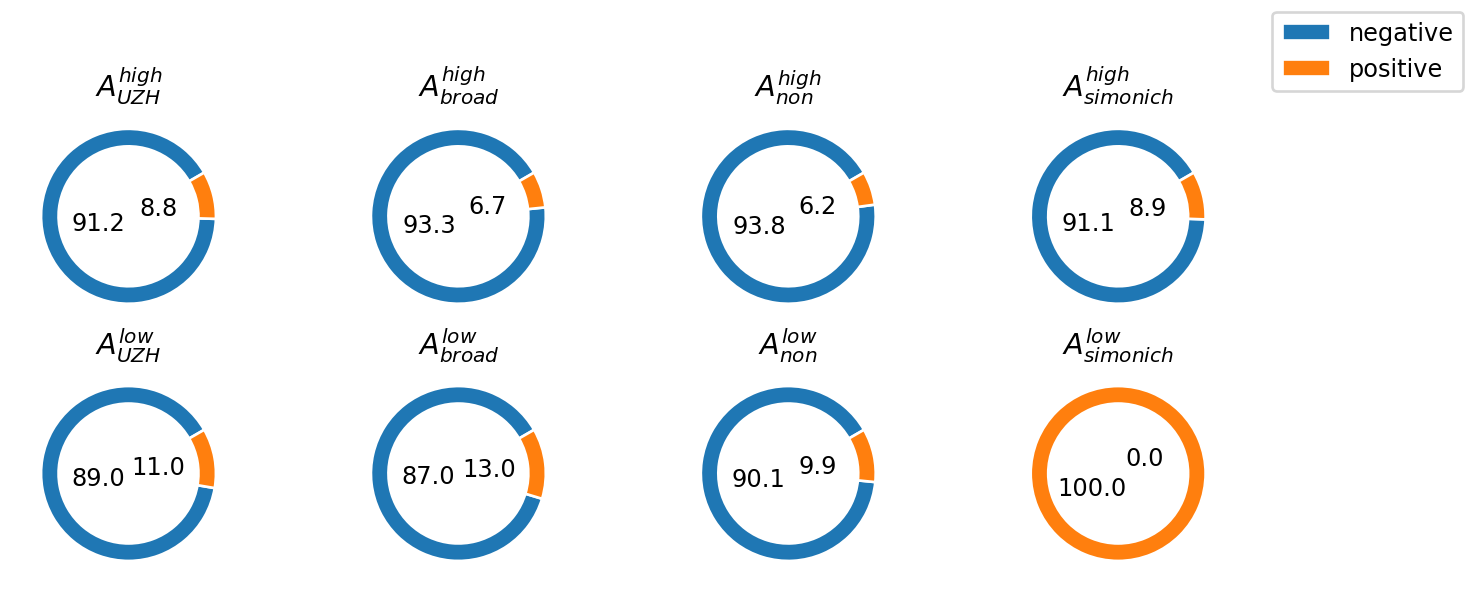 negative
positive
A_{UZH}^{high} A_{broad}^{high} A_{non}^{high} A_{simonich}^{high}
91.2 8.8 93.3 6.7 93.8 6.2 91.1 8.9
A_{UZH}^{low} A_{broad}^{low} A_{non}^{low} A_{simonich}^{low}
89.0 11.0 87.0 13.0 90.1 9.9 100.0 0.0